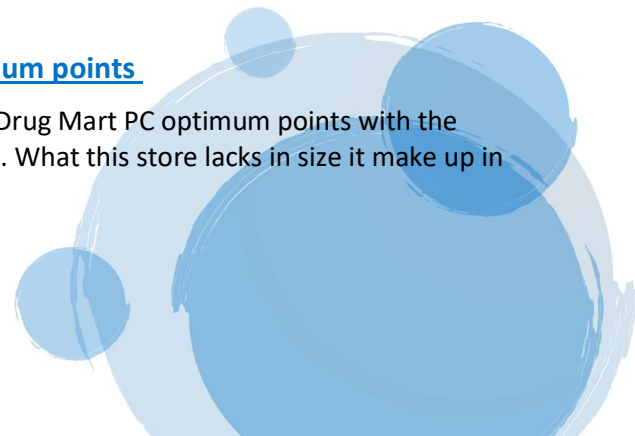 um points
Drug Mart PC optimum points with the
. What this store lacks in size it make up in